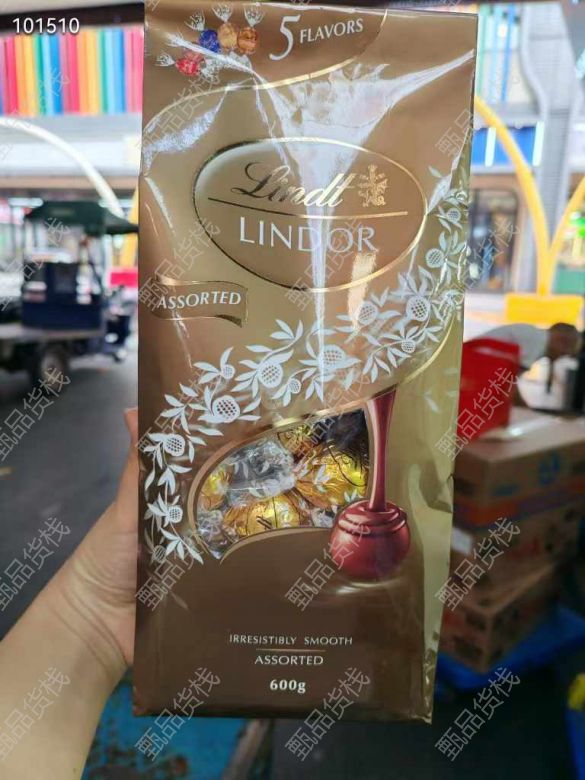 101510
5 FLAVORS
Lindt
LINDOR
ASSORTED
IRRESISTIBLY SMOOTH
ASSORTED
600g
甄品货栈